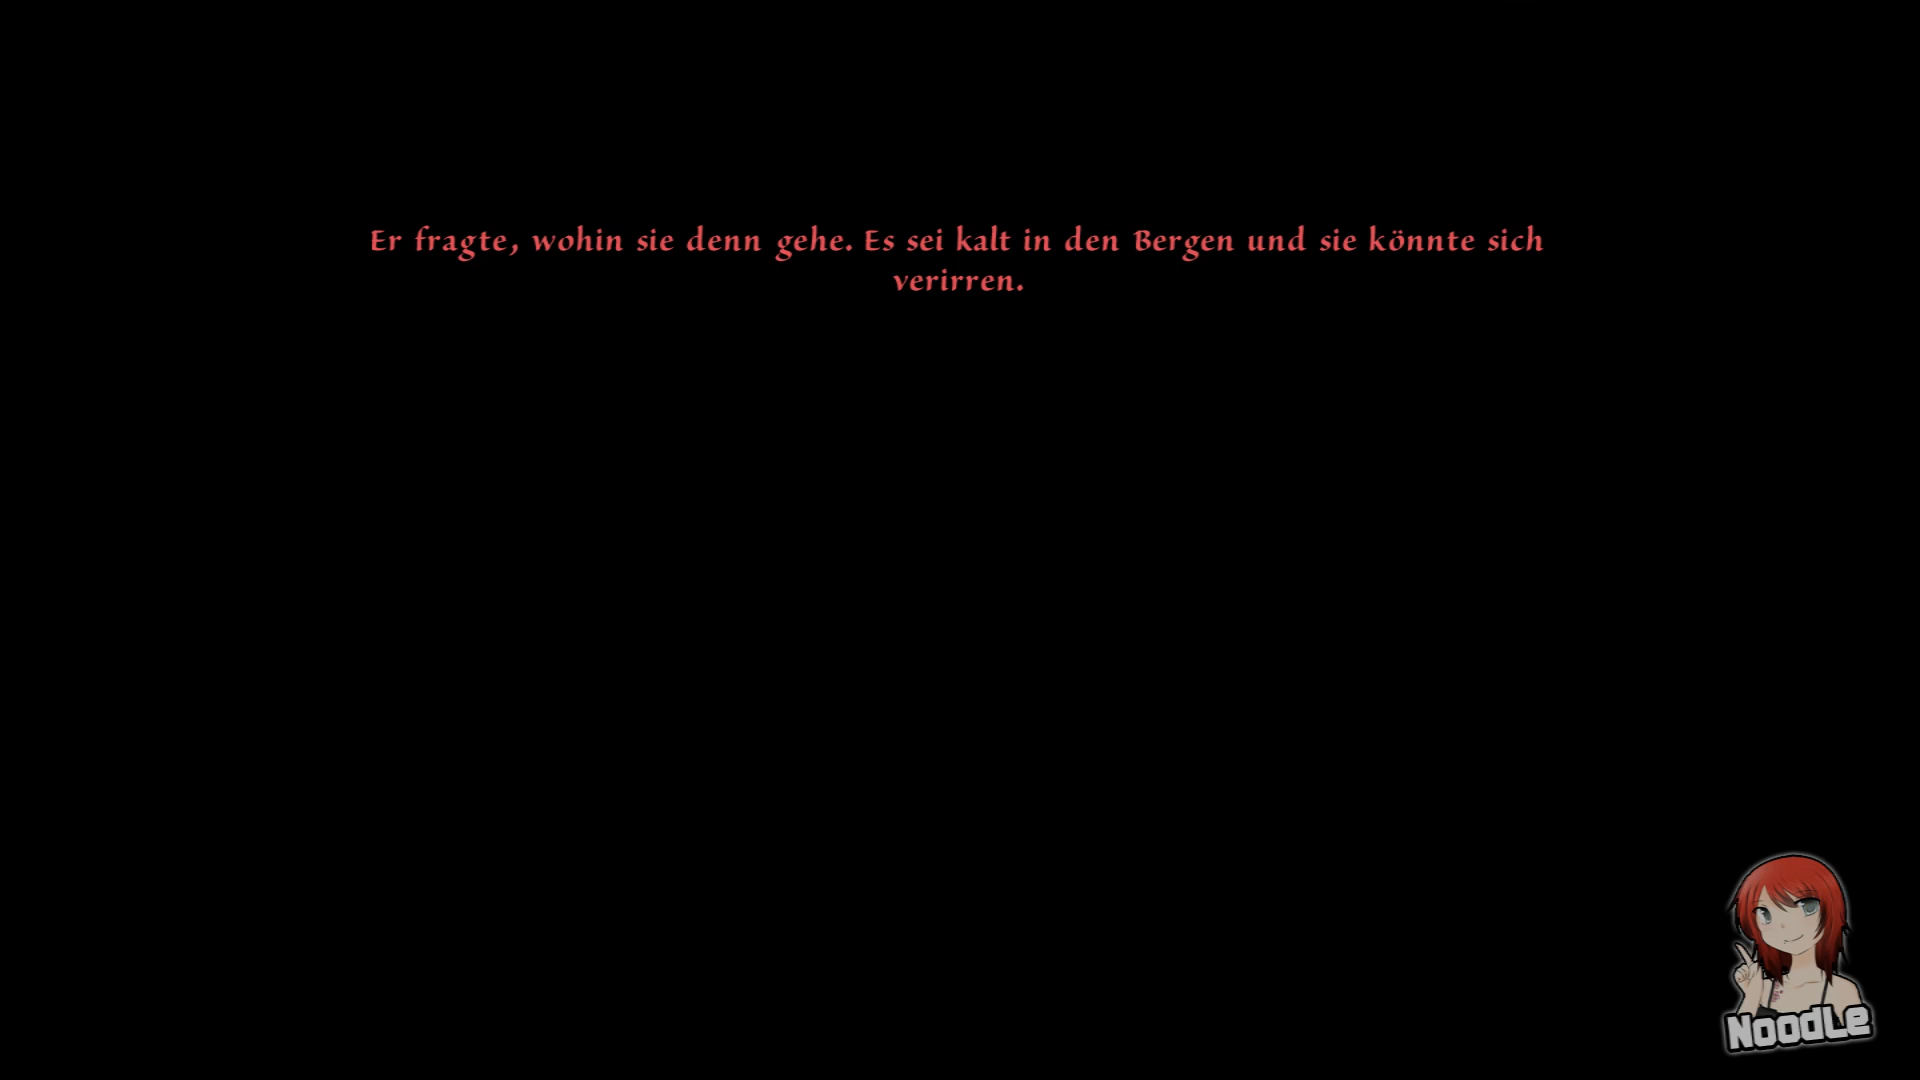 Er fragte, wohin sie denn gehe. Es sei kalt in den Bergen und sie könnte sich
verirren.
NoodLe